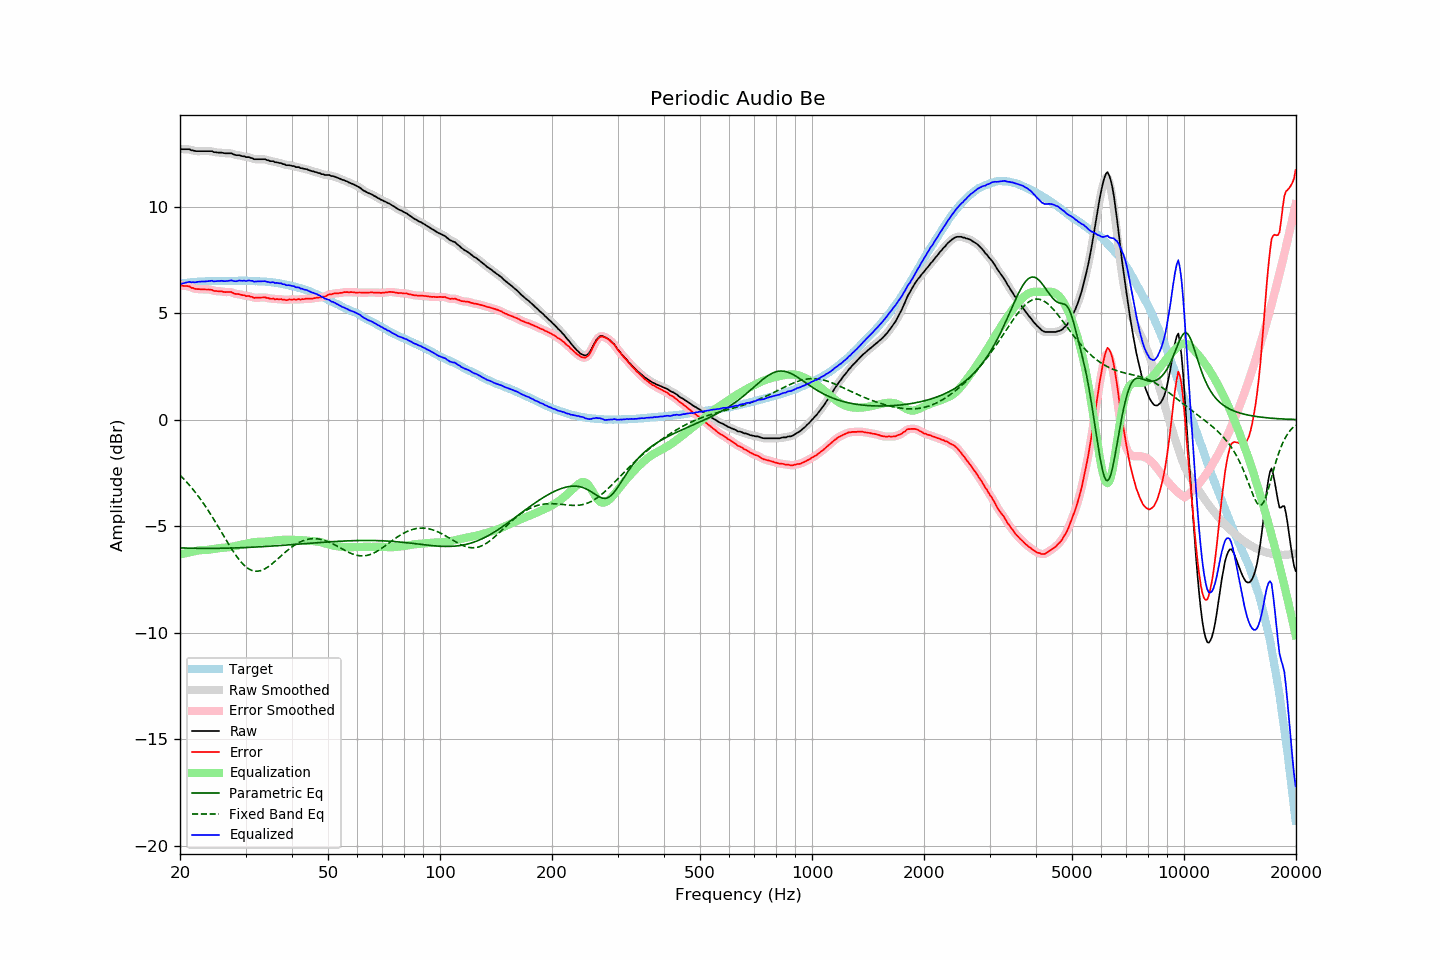 Periodic Audio Be
Amplitude (dBr)
10
5
0
−5
−10
−15
−20
Target
Raw Smoothed
Error Smoothed
Raw
Error
Equalization
Parametric Eq
Fixed Band Eq
Equalized
20 50 100 200 500 1000 2000 5000 10000 20000
Frequency (Hz)